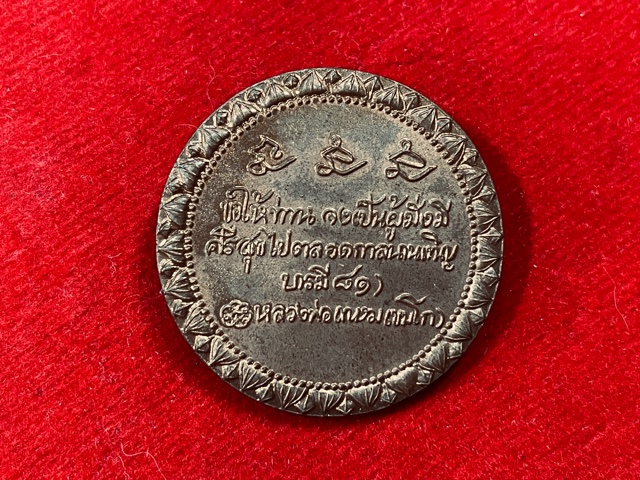 ขอให้ท่าน จงเป็นผู้มั่งมี
ศรีสุขไปตลอดกาลนานเทิญ
บารมี ๘๑)
หลวงพ่อเกษม เขมโก)